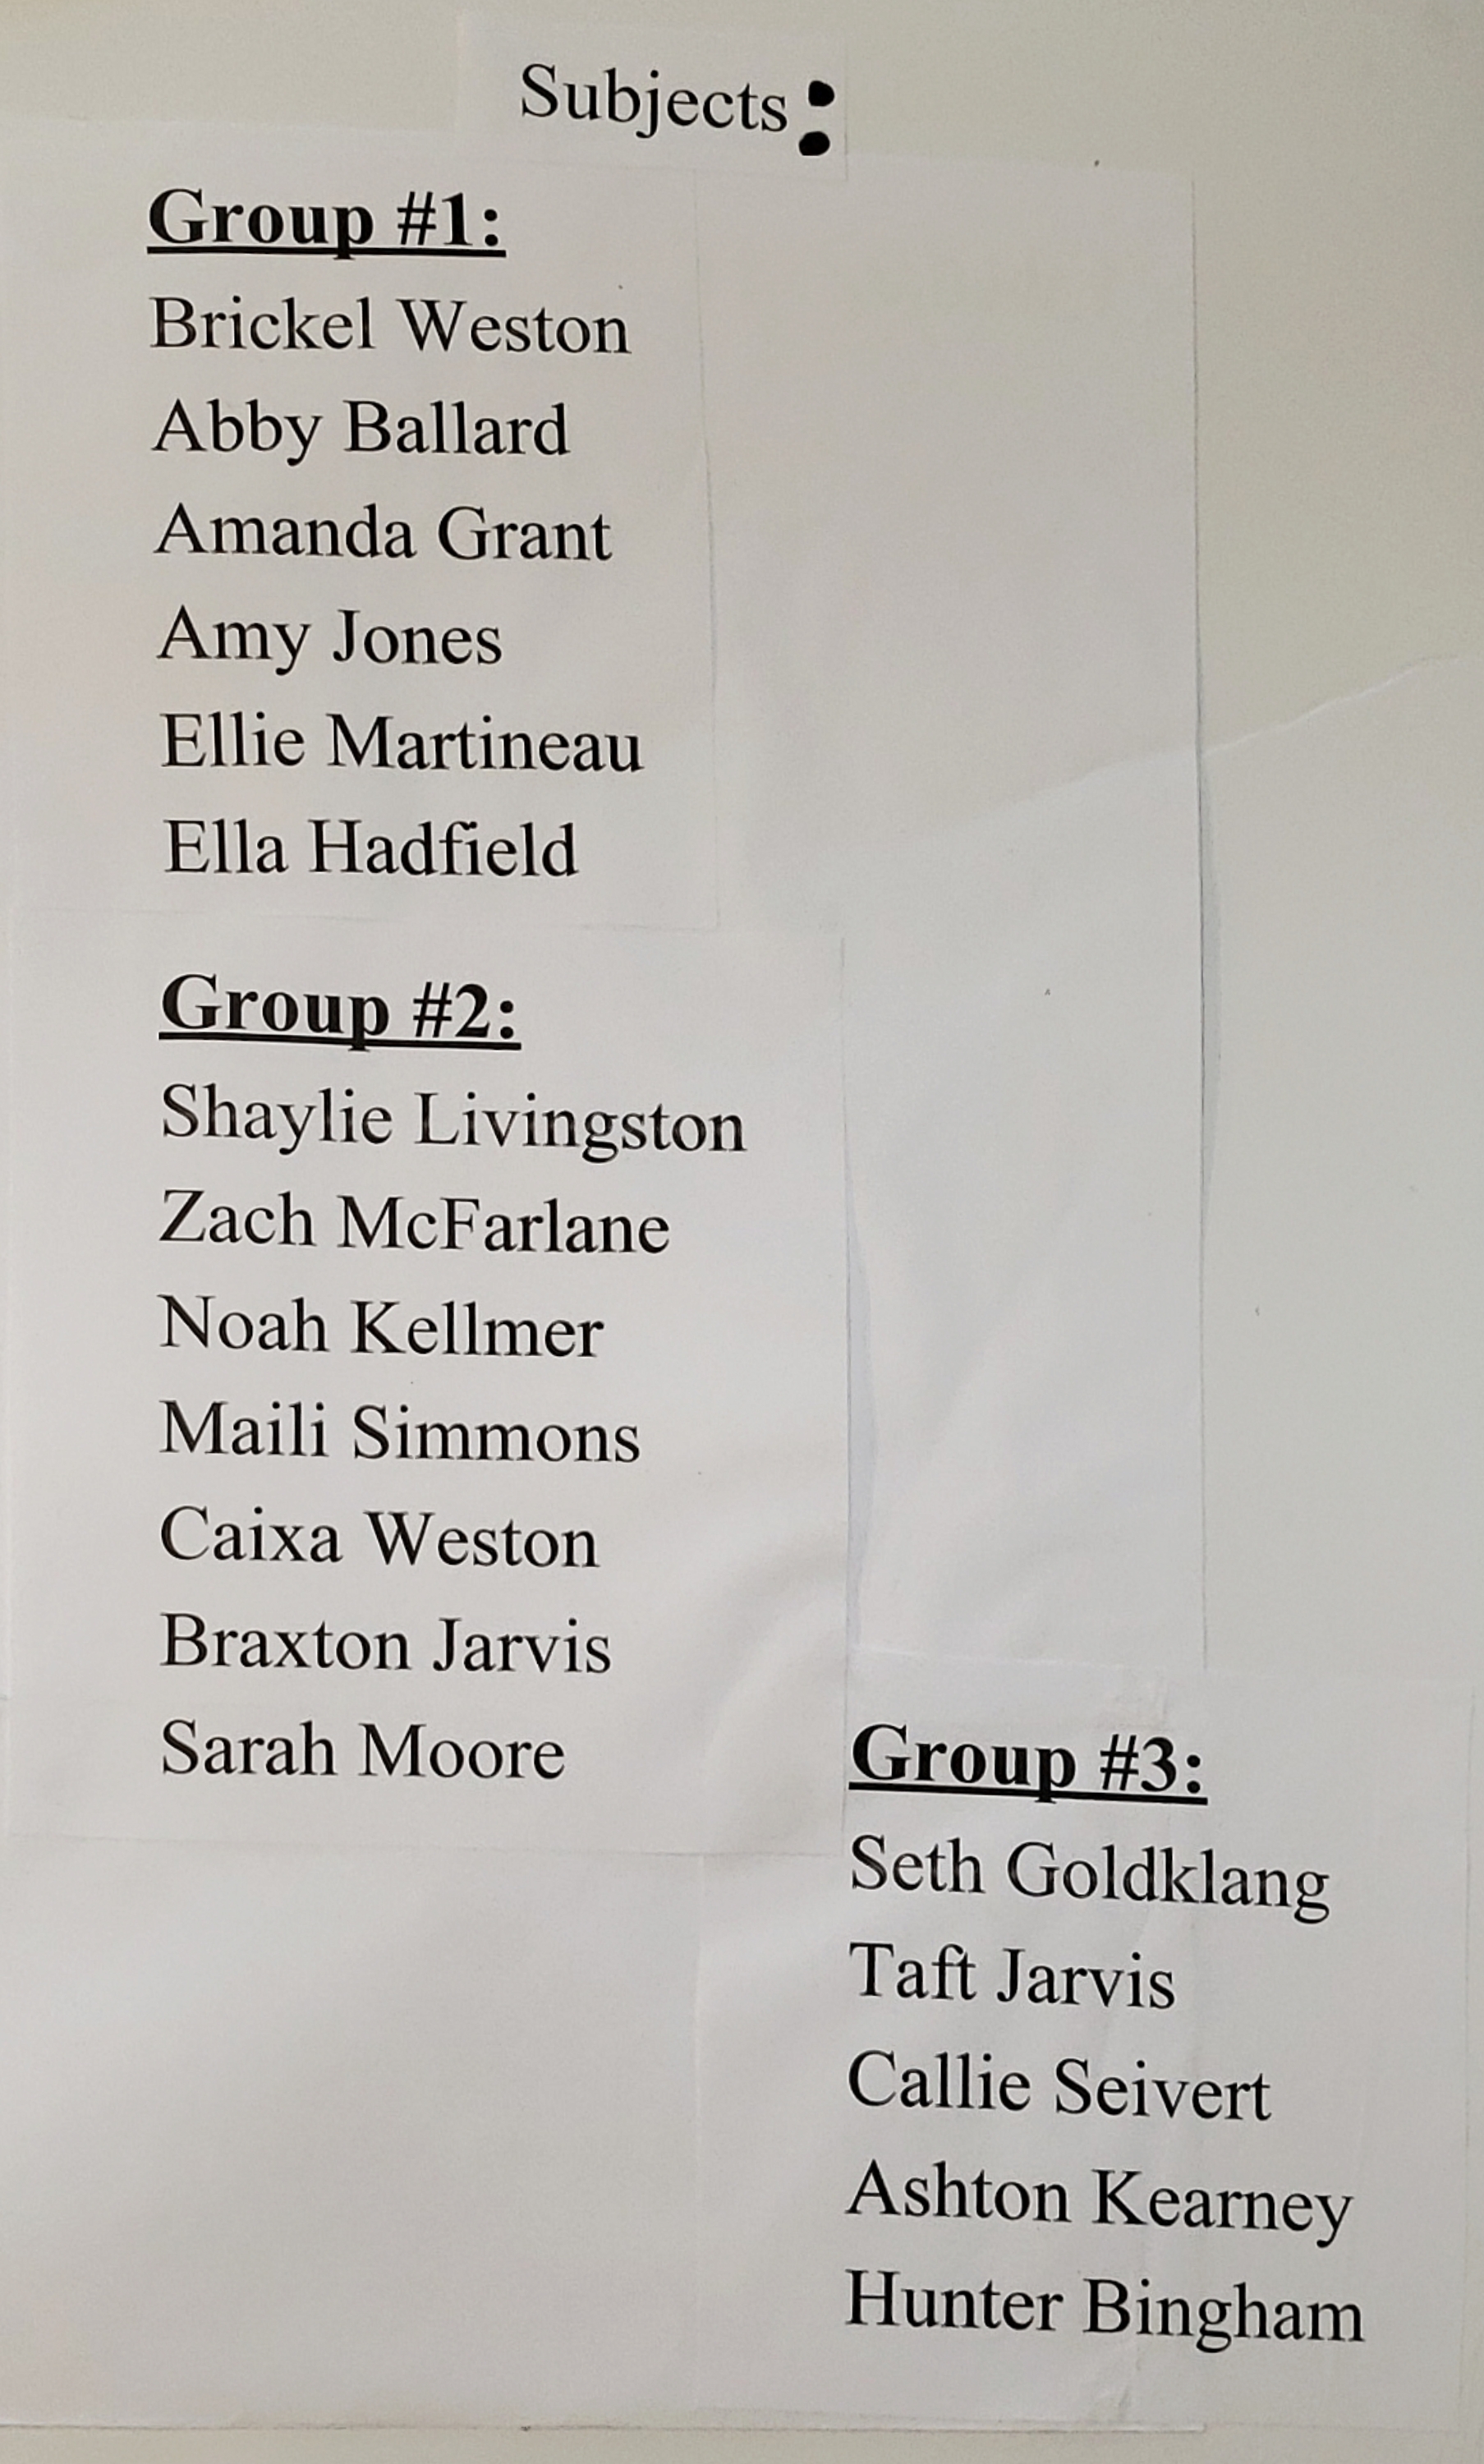 Subjects:
Group #1:
Brickel Weston
Abby Ballard
Amanda Grant
Amy Jones
Ellie Martineau
Ella Hadfield
Group #2:
Shaylie Livingston
Zach McFarlane
Noah Kellmer
Maili Simmons
Caixa Weston
Braxton Jarvis
Sarah Moore
Group #3:
Seth Goldklang
Taft Jarvis
Callie Seivert
Ashton Kearney
Hunter Bingham